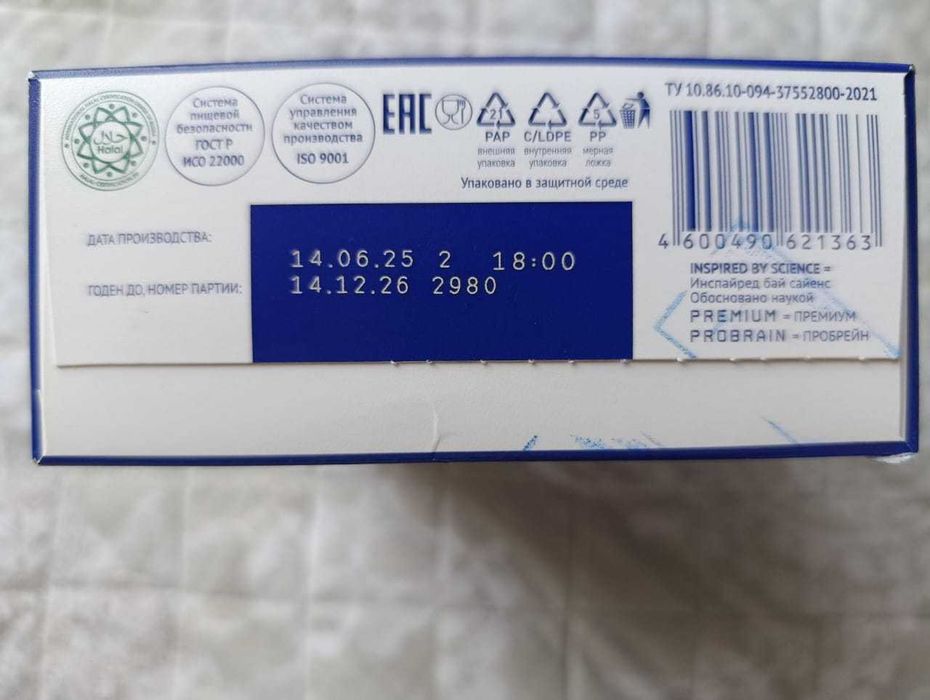 حلال
Halal
Система
пищевой
безопасности
ГОСТ Р
ИСО 22000
Система
управления
качеством
производства
ISO 9001
EAC
21
PAP
внешняя
упаковка
C/LDPE
внутренняя
упаковка
5
PP
мерная
ложка
Упаковано в защитной среде
ТУ 10.86.10-094-37552800-2021
4 600490 621363
ДАТА ПРОИЗВОДСТВА:
14.06.25 2 18:00
ГОДЕН ДО, НОМЕР ПАРТИИ:
14.12.26 2980
INSPIRED BY SCIENCE =
Инспайред бай сайенс
Обосновано наукой
PREMIUM = ПРЕМИУМ
PROBRAIN = ПРОБРЕЙН